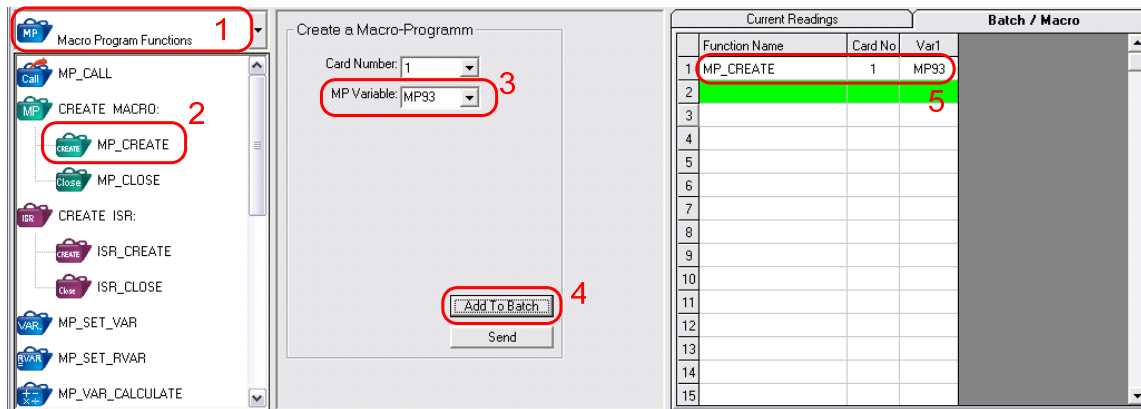 MP
Macro Program Functions
1
Call
MP_CALL
MP
CREATE MACRO:
2
CREATE
MP_CREATE
Close
MP_CLOSE
ISR
CREATE ISR:
CREATE
ISR_CREATE
Close
ISR_CLOSE
VAR.
MP_SET_VAR
RVAR
MP_SET_RVAR
MP_VAR_CALCULATE
Create a Macro-Programm
Card Number: 1
MP Variable: MP93
3
Add To Batch
4
Send
Current Readings
Batch / Macro
Function Name Card No Var1
1 MP_CREATE 1 MP93
2
5
3
4
5
6
7
8
9
10
11
12
13
14
15